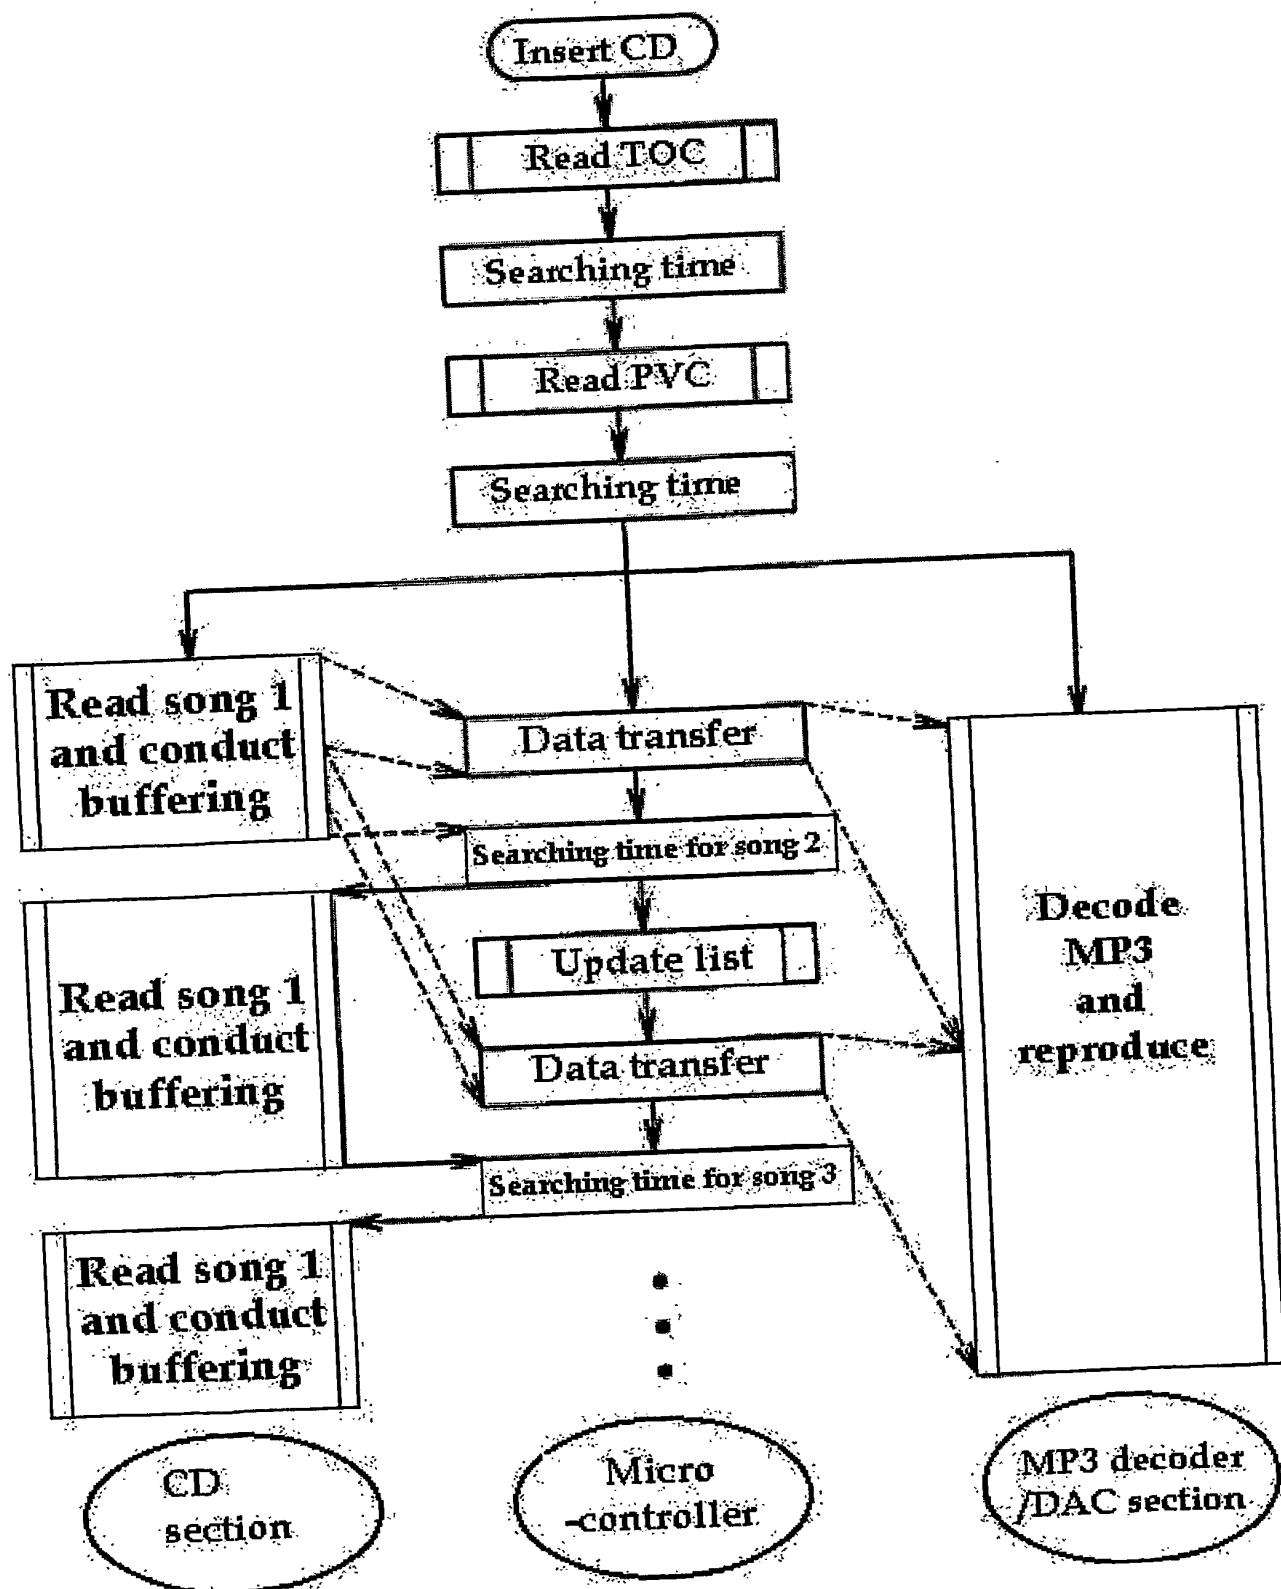 Insert CD
Read TOC
Searching time
Read PVC
Searching time
Read song 1
and conduct
buffering
Data transfer
Searching time for song 2
Update list
Data transfer
Searching time for song 3
Read song 1
and conduct
buffering
Read song 1
and conduct
buffering
Decode
MP3
and
reproduce
CD
section
Micro
-controller
MP3 decoder
/DAC section